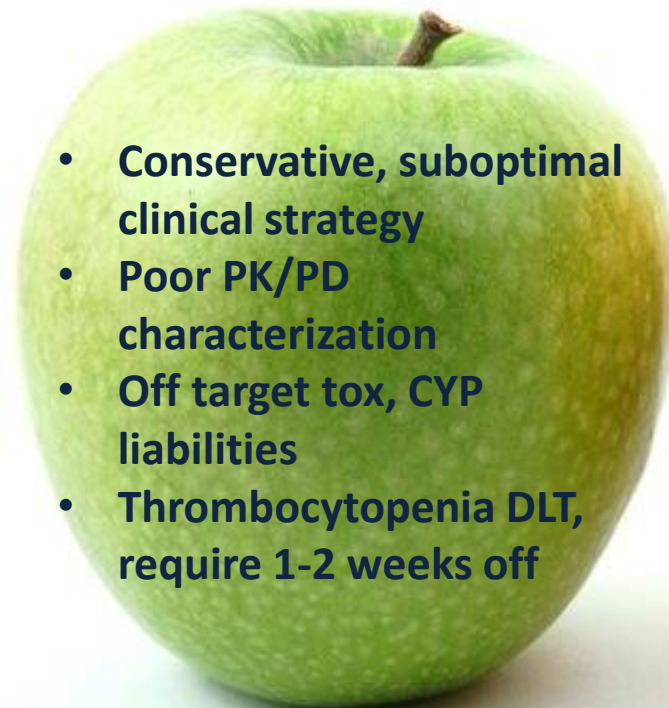 • Conservative, suboptimal
clinical strategy
• Poor PK/PD
characterization
• Off target tox, CYP
liabilities
• Thrombocytopenia DLT,
require 1-2 weeks off